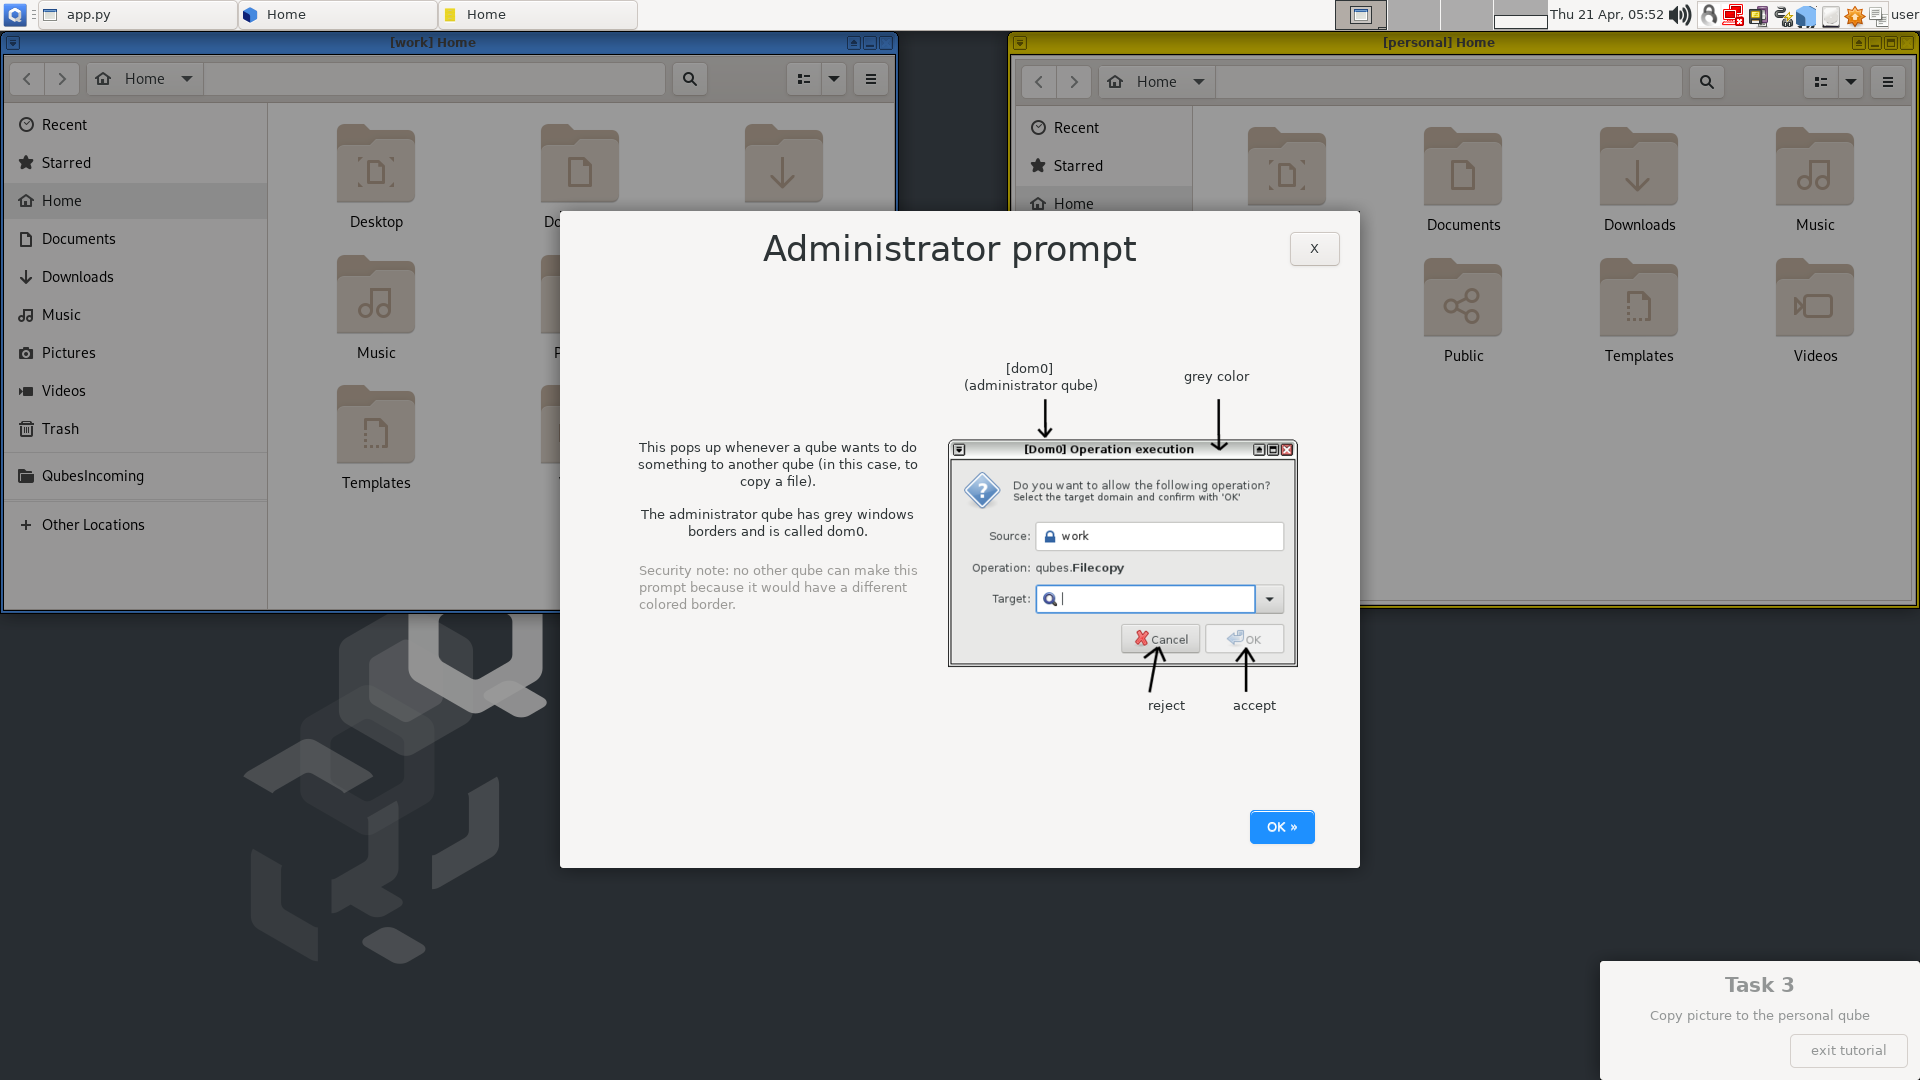 app.py
Home
Home
Thu 21 Apr, 05:52
user
[work] Home
[personal] Home
Home
Home
Recent
Starred
Home
Documents
Downloads
Music
Pictures
Videos
Trash
QubesIncoming
Other Locations
Desktop
Music
Templates
Recent
Starred
Home
Documents
Downloads
Music
Public
Templates
Videos
Administrator prompt
X
This pops up whenever a qube wants to do
something to another qube (in this case, to
copy a file).
The administrator qube has grey windows
borders and is called dom0.
Security note: no other qube can make this
prompt because it would have a different
colored border.
[dom0]
(administrator qube)
grey color
[Dom0] Operation execution
Do you want to allow the following operation?
Select the target domain and confirm with 'OK'
Source: work
Operation: qubes.Filecopy
Target:
Cancel
OK
reject
accept
OK »
Task 3
Copy picture to the personal qube
exit tutorial